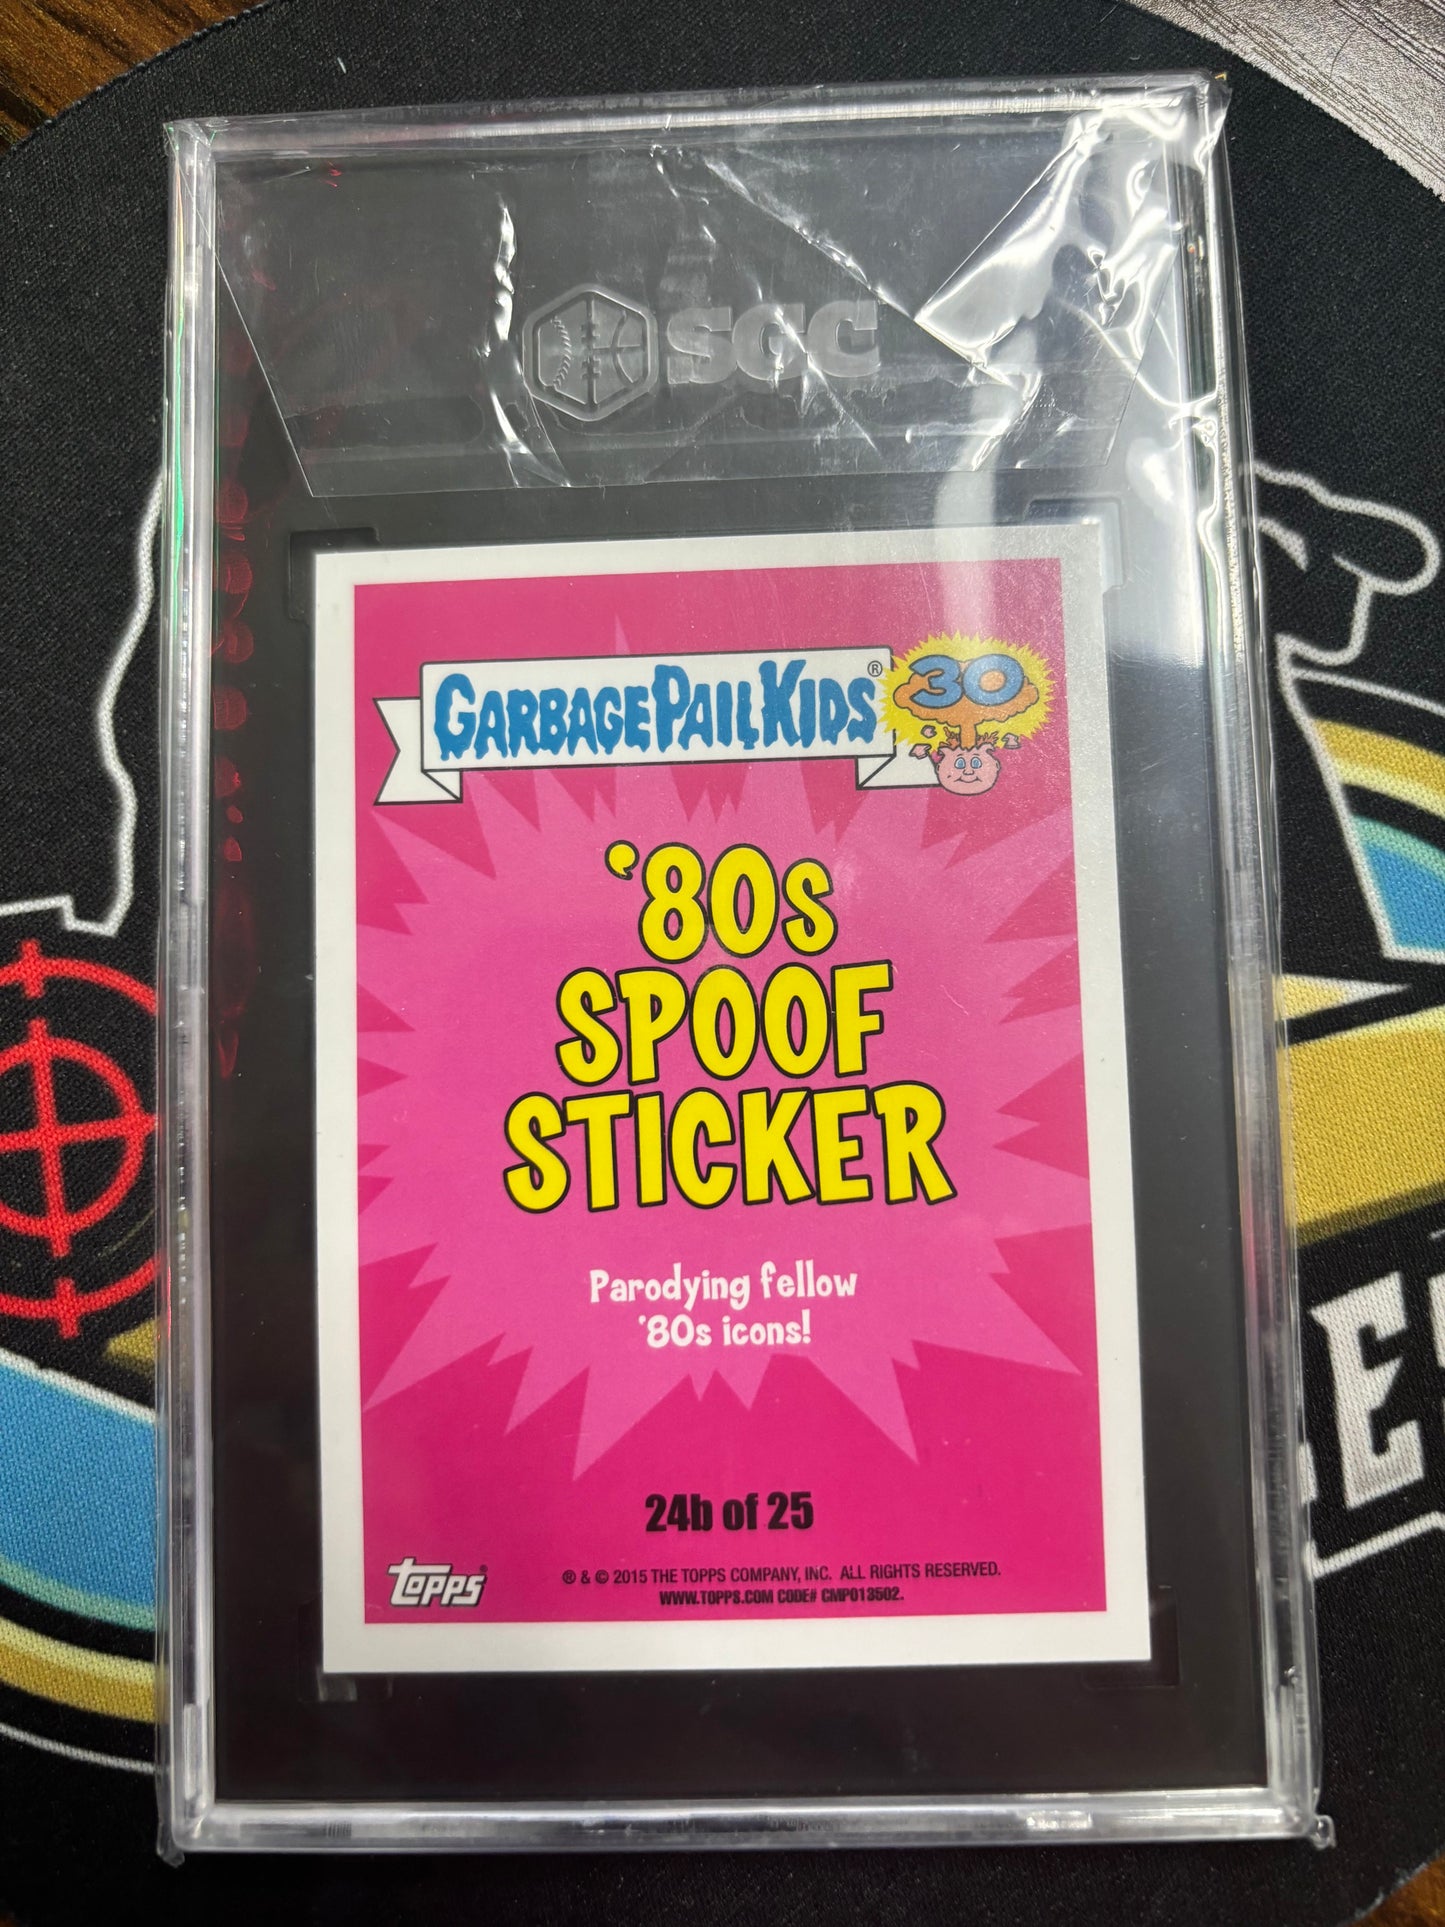 SGC
GARBAGE PAIL KIDS®
30
'80s
SPOOF
STICKER
Parodying fellow
'80s icons!
24b of 25
topps®
® & © 2015 THE TOPPS COMPANY, INC. ALL RIGHTS RESERVED.
WWW.TOPPS.COM CODE# CMP013502.